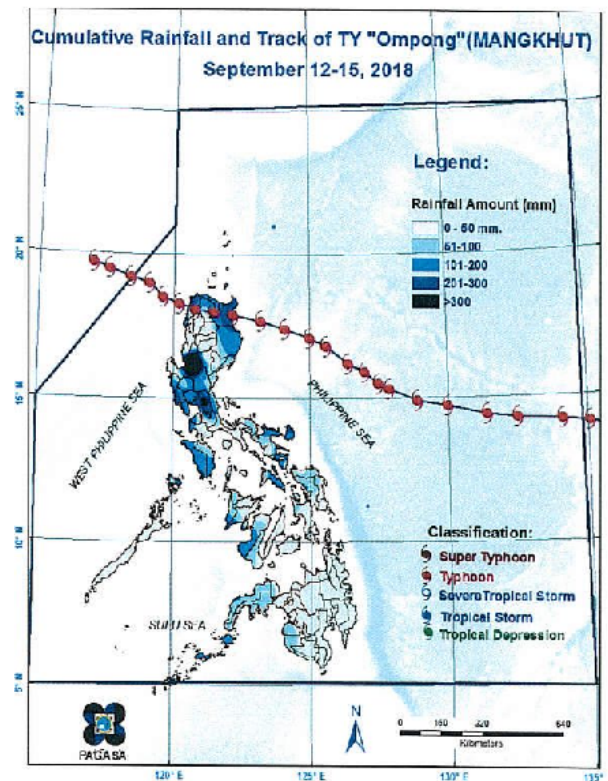 Cumulative Rainfall and Track of TY "Ompong"(MANGKHUT)
September 12-15, 2018
25° N
Legend:
Rainfall Amount (mm)
0 - 50 mm.
51-100
101-200
201-300
>300
20° N
15° N
WEST PHILIPPINE SEA
PHILIPPINE SEA
10° N
Classification:
Super Typhoon
Typhoon
Severe Tropical Storm
Tropical Storm
Tropical Depression
SULU SEA
5° N
PAGASA
N
0 160 320 640
Kilometers
120° E 125° E 130° E